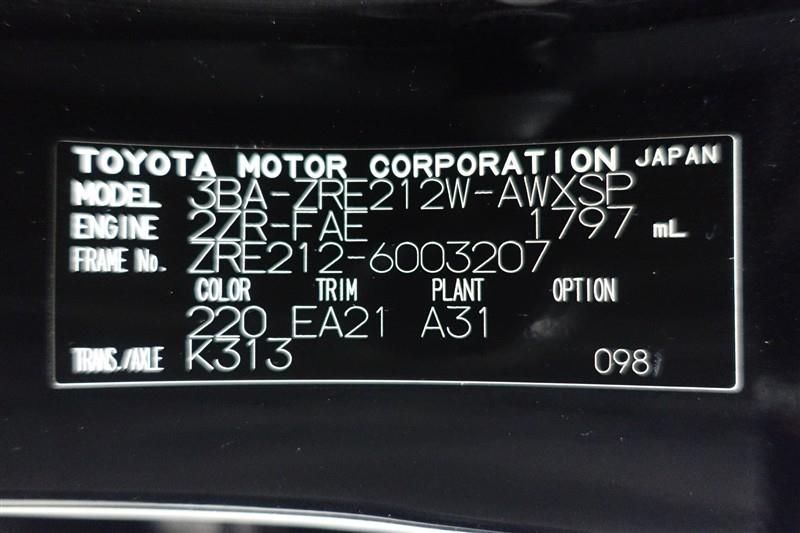 TOYOTA MOTOR CORPORATION JAPAN
MODEL 3BA-ZRE212W-AWXSP
ENGINE 2ZR-FAE 1797 mL
FRAME No. ZRE212-6003207
COLOR TRIM PLANT OPTION
220 EA21 A31
TRANS./AXLE K313 098